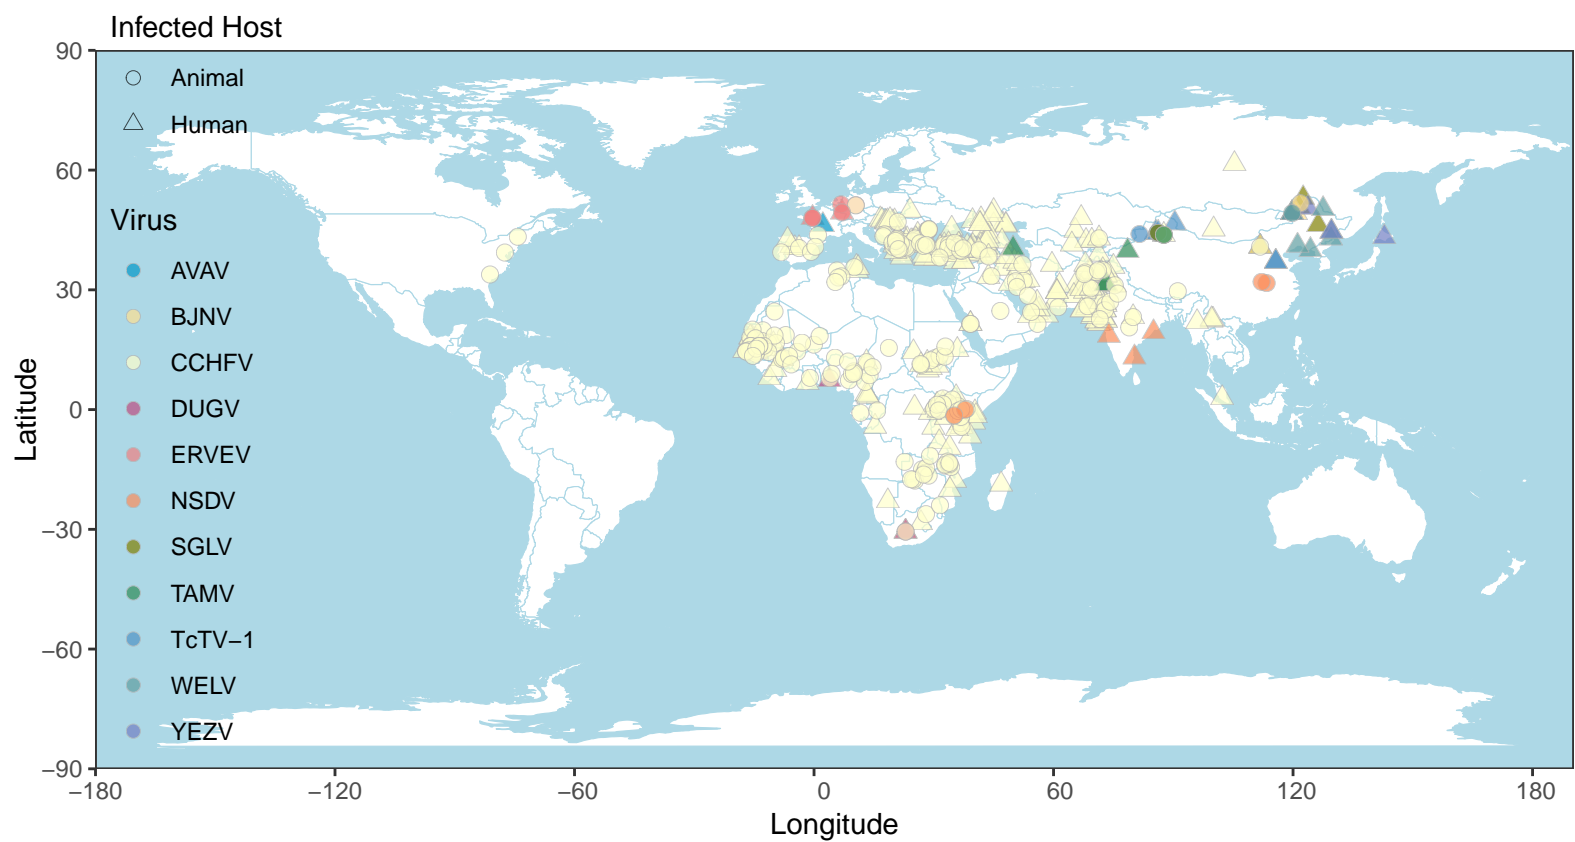 Infected Host
Animal
Human
Virus
AVAV
BJNV
CCHFV
DUGV
ERVEV
NSDV
SGLV
TAMV
TcTV−1
WELV
YEZV
90
60
30
0
−30
−60
−90
−180
−120
−60
0
60
120
180
Longitude
Latitude